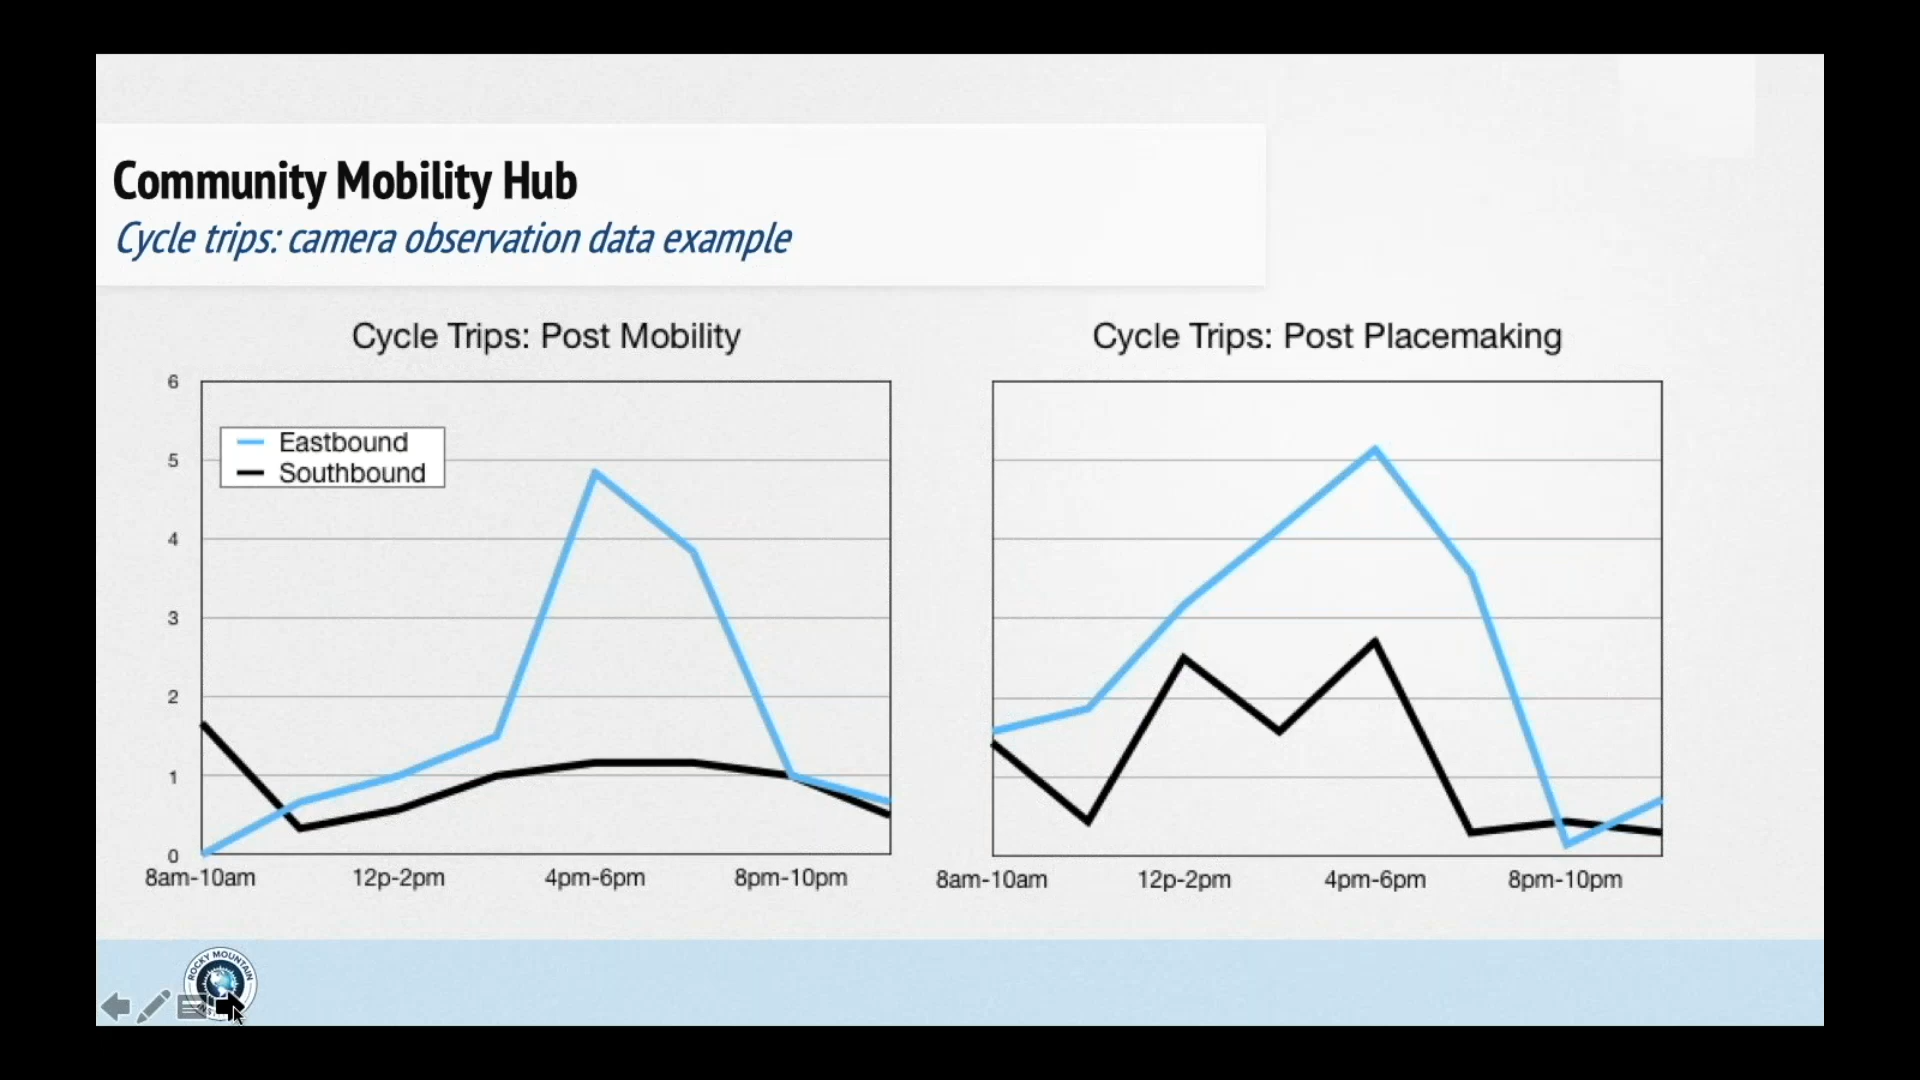 Community Mobility Hub
Cycle trips: camera observation data example
Cycle Trips: Post Mobility
6
5
4
3
2
1
0
Eastbound
Southbound
8am-10am
12p-2pm
4pm-6pm
8pm-10pm
Cycle Trips: Post Placemaking
8am-10am
12p-2pm
4pm-6pm
8pm-10pm
ROCKY MOUNTAIN